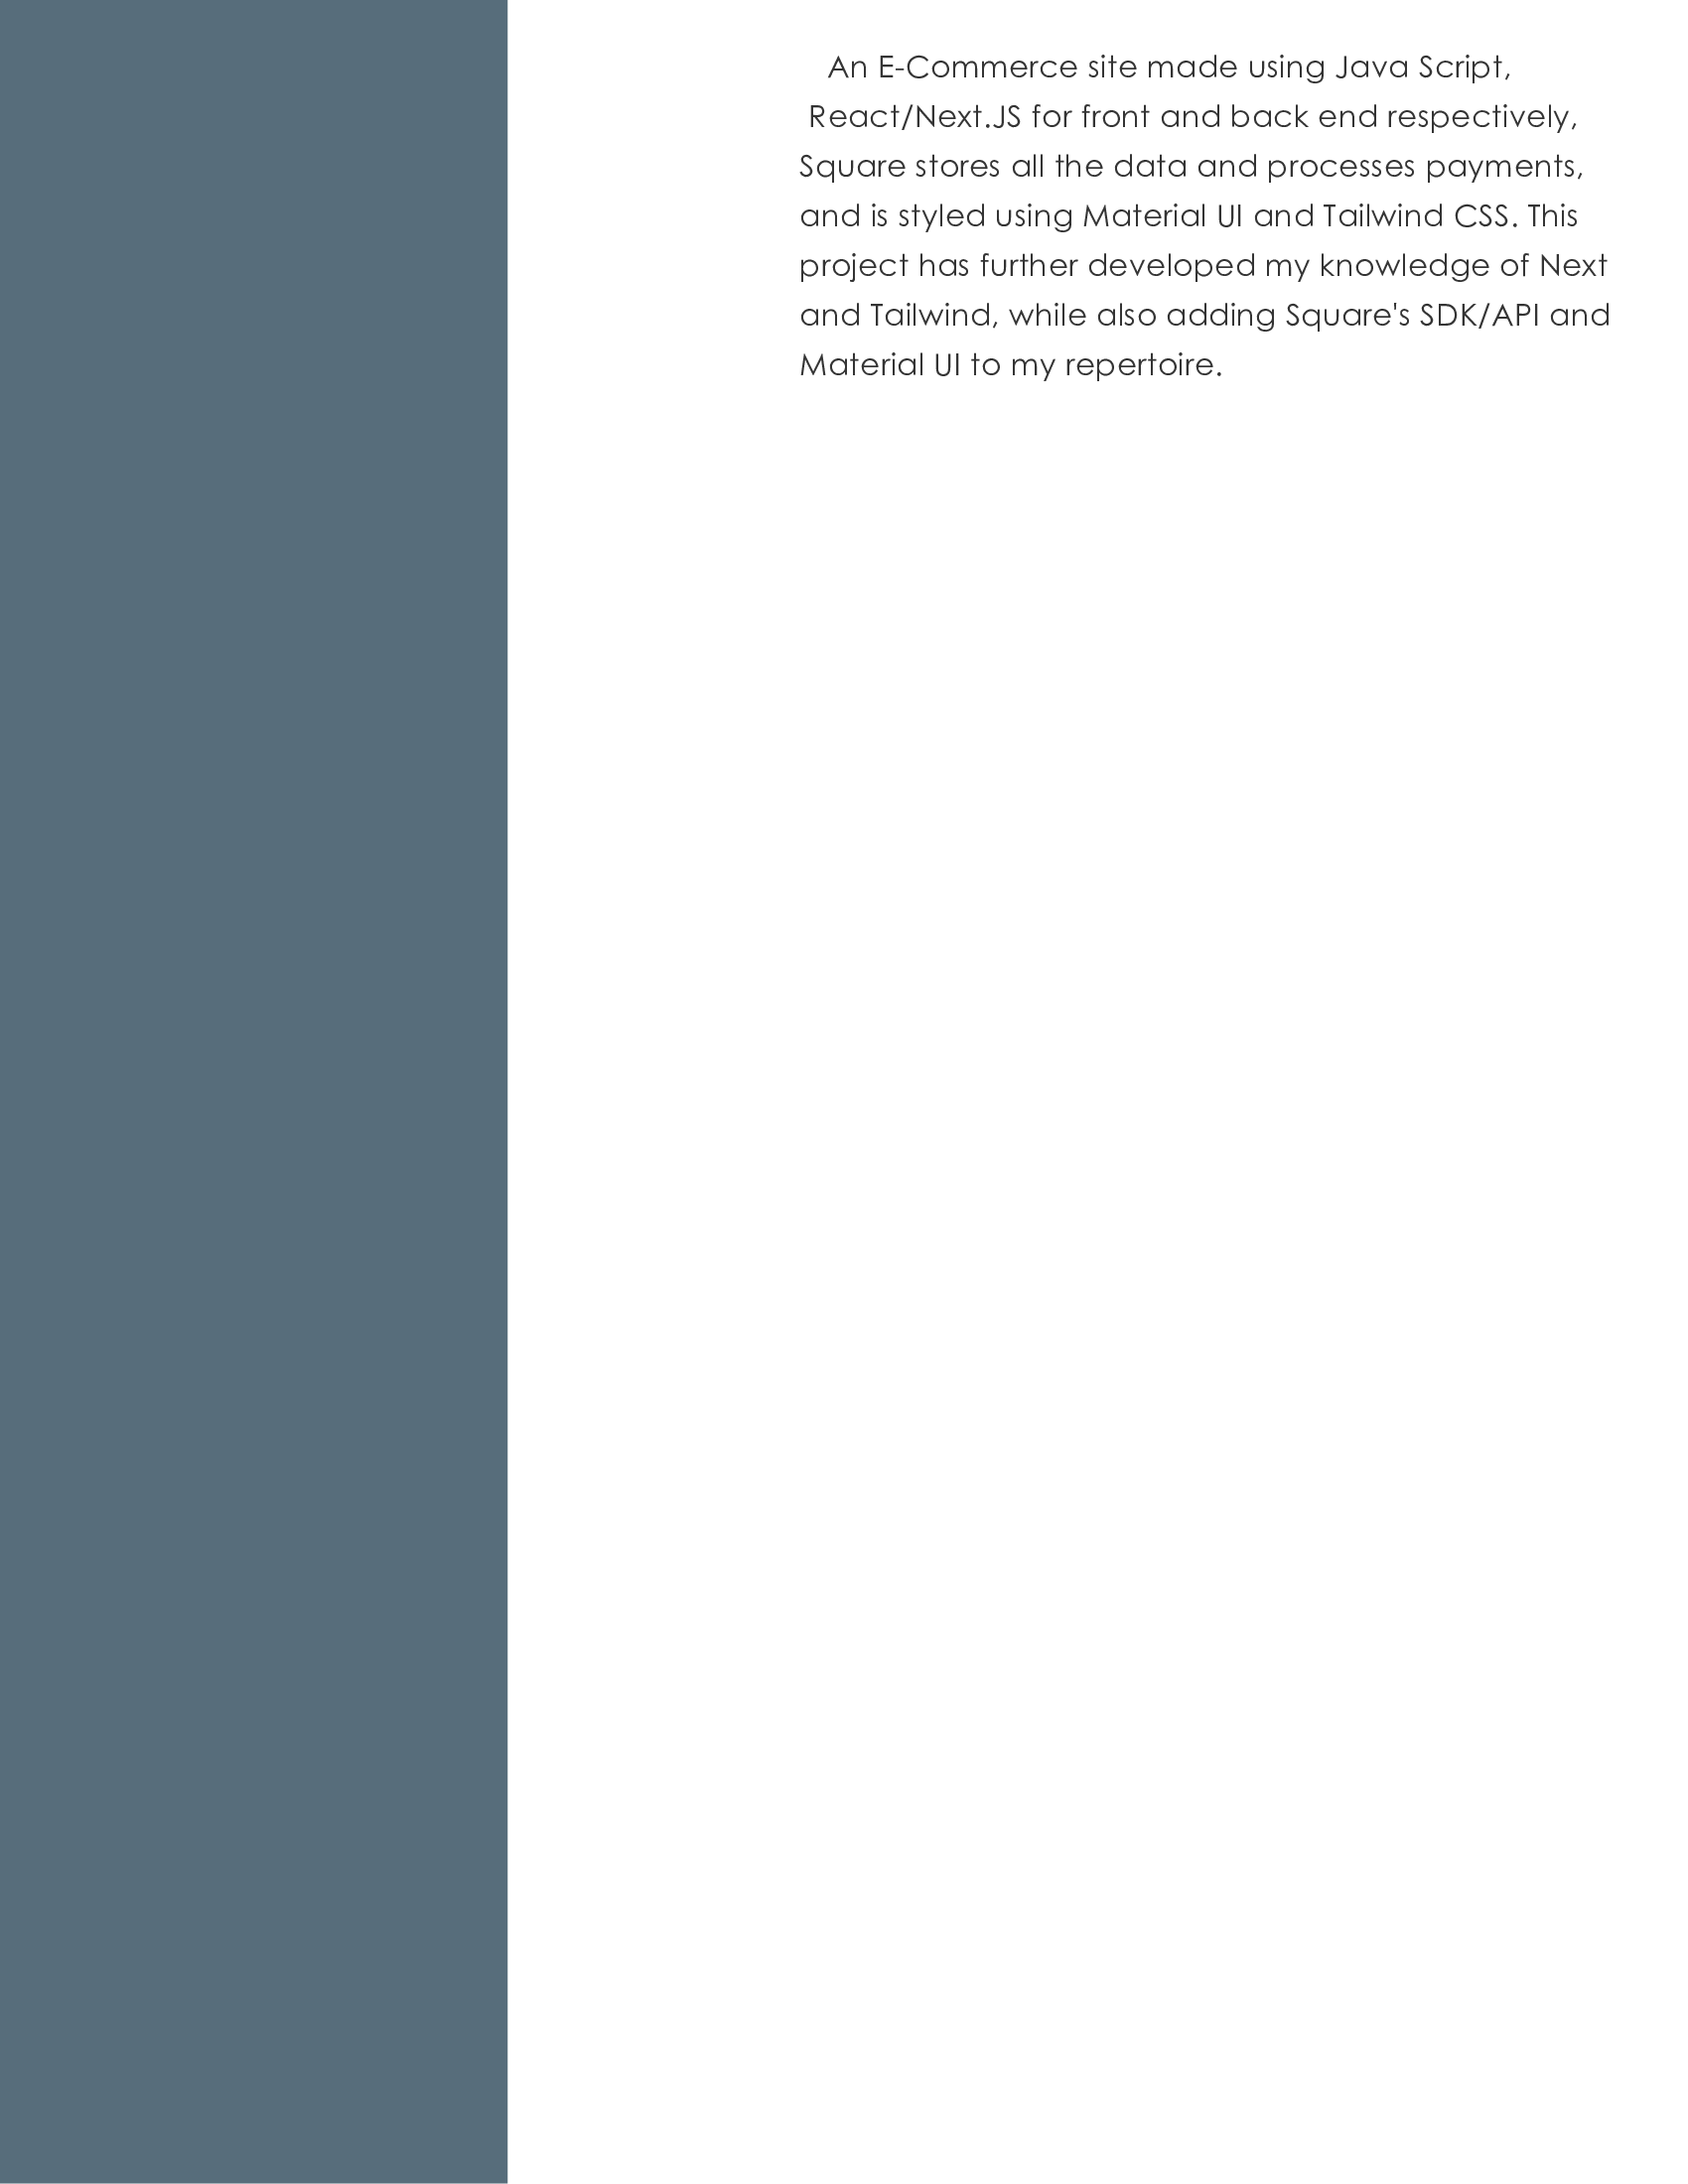 An E-Commerce site made using Java Script,
React/Next.JS for front and back end respectively,
Square stores all the data and processes payments,
and is styled using Material UI and Tailwind CSS. This
project has further developed my knowledge of Next
and Tailwind, while also adding Square's SDK/API and
Material UI to my repertoire.